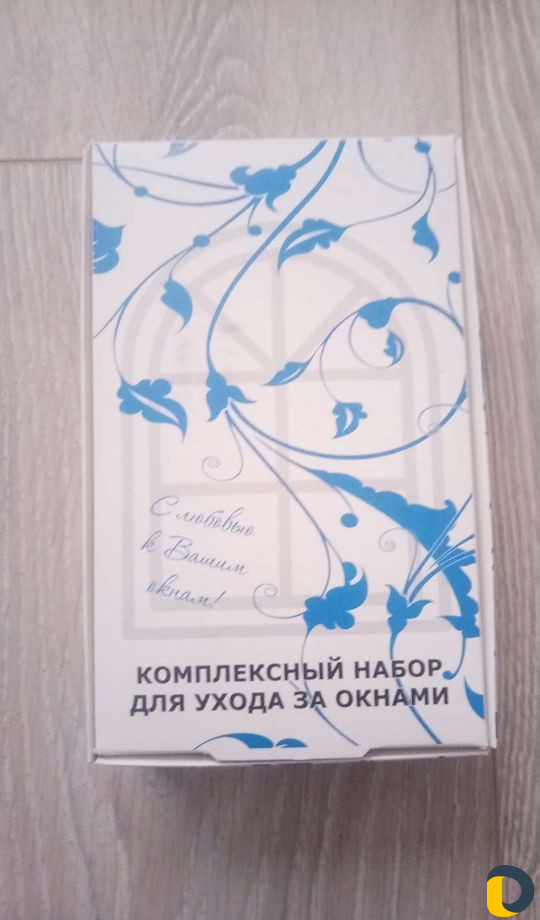 С любовью
к Вашим
окнам!
КОМПЛЕКСНЫЙ НАБОР
ДЛЯ УХОДА ЗА ОКНАМИ